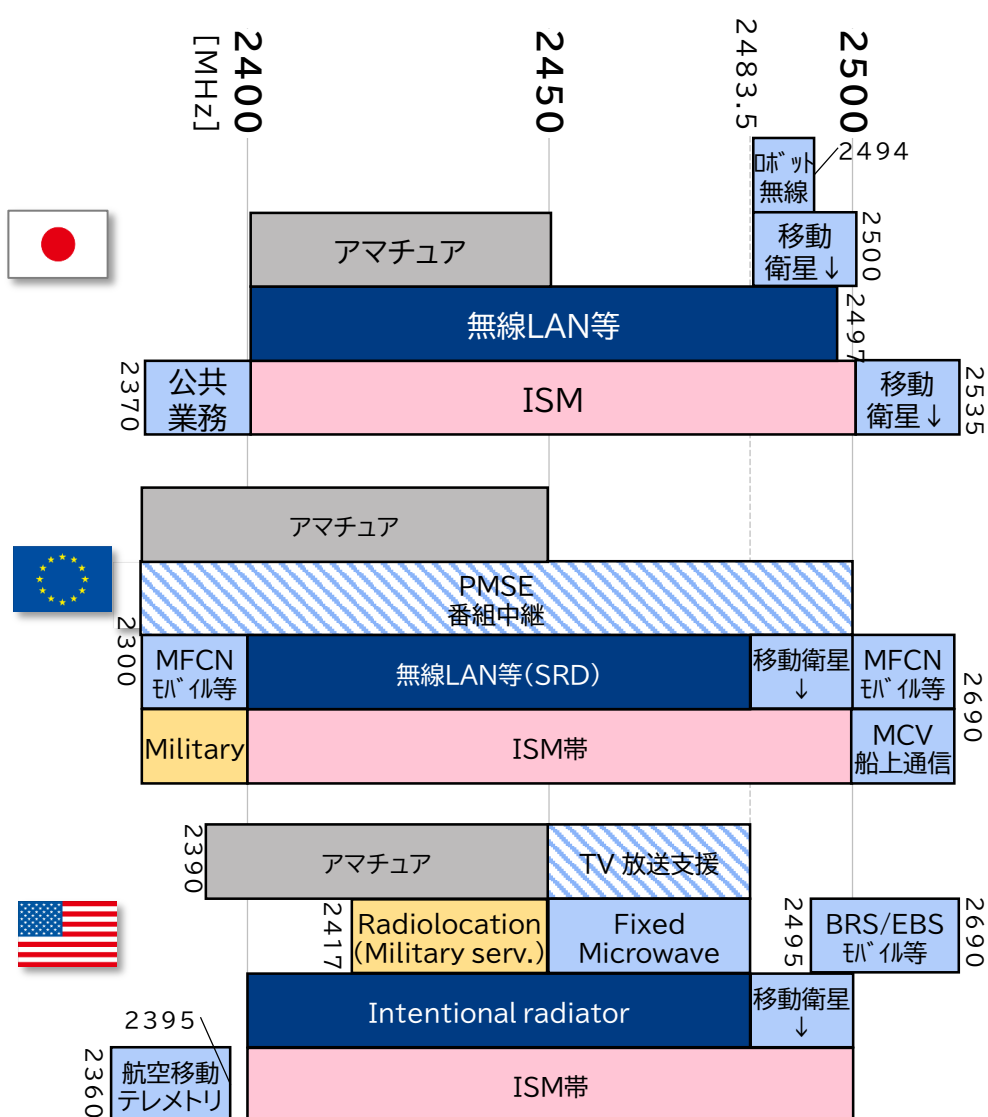 2400
[MHz]
2450
2483.5
2500
ロボット
無線
2494
アマチュア
移動
衛星↓
2500
無線LAN等
2497
2370
公共
業務
ISM
移動
衛星↓
2535
アマチュア
PMSE
番組中継
2300
MFCN
モバイル等
無線LAN等(SRD)
移動衛星
↓
MFCN
モバイル等
2690
Military
ISM帯
MCV
船上通信
2390
アマチュア
TV 放送支援
2417
Radiolocation
(Military serv.)
Fixed
Microwave
2495
BRS/EBS
モバイル等
2690
Intentional radiator
移動衛星
↓
2395
2360
航空移動
テレメトリ
ISM帯